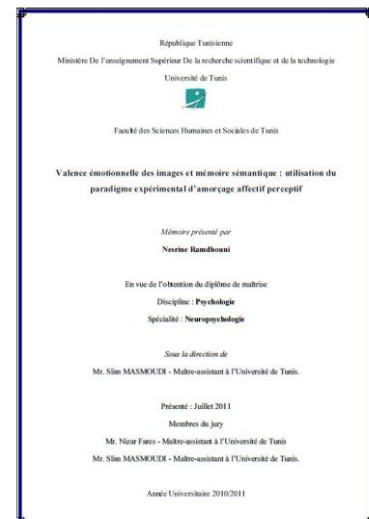 République Tunisienne
Ministère De l'enseignement Supérieur De la recherche scientifique et de la technologie
Université de Tunis
Faculté des Sciences Humaines et Sociales de Tunis
Valence émotionnelle des images et mémoire sémantique : utilisation du
paradigme expérimental d'amorçage affectif perceptif
Mémoire présenté par
Nesrine Ramdhouni
En vue de l'obtention du diplôme de maîtrise
Discipline : Psychologie
Spécialité : Neuropsychologie
Sous la direction de
Mr. Slim MASMOUDI - Maître-assistant à l'Université de Tunis.
Présenté : Juillet 2011
Membres du jury
Mr. Nizar Fares - Maître-assistant à l'Université de Tunis
Mr. Slim MASMOUDI - Maître-assistant à l'Université de Tunis.
Année Universitaire 2010/2011